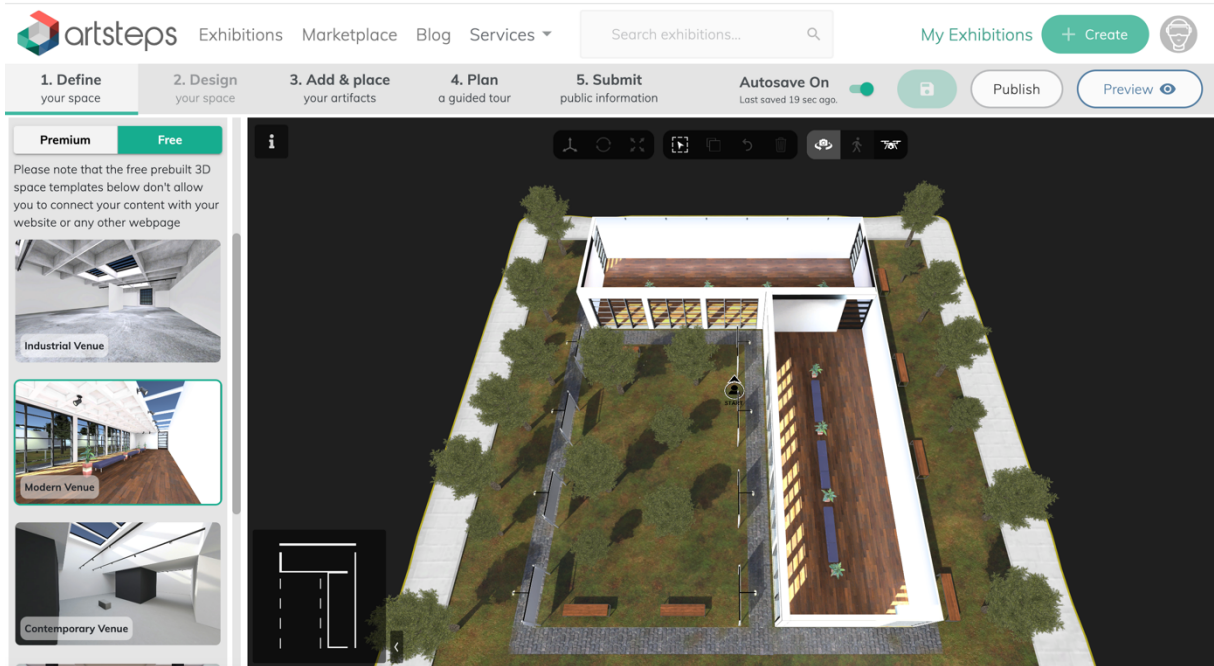 artsteps
Exhibitions Marketplace Blog Services
Search exhibitions...
My Exhibitions
+ Create
1. Define
your space
2. Design
your space
3. Add & place
your artifacts
4. Plan
a guided tour
5. Submit
public information
Autosave On
Last saved 19 sec ago.
Publish
Preview
Premium
Free
Please note that the free prebuilt 3D
space templates below don't allow
you to connect your content with your
website or any other webpage
Industrial Venue
Modern Venue
Contemporary Venue
i
START